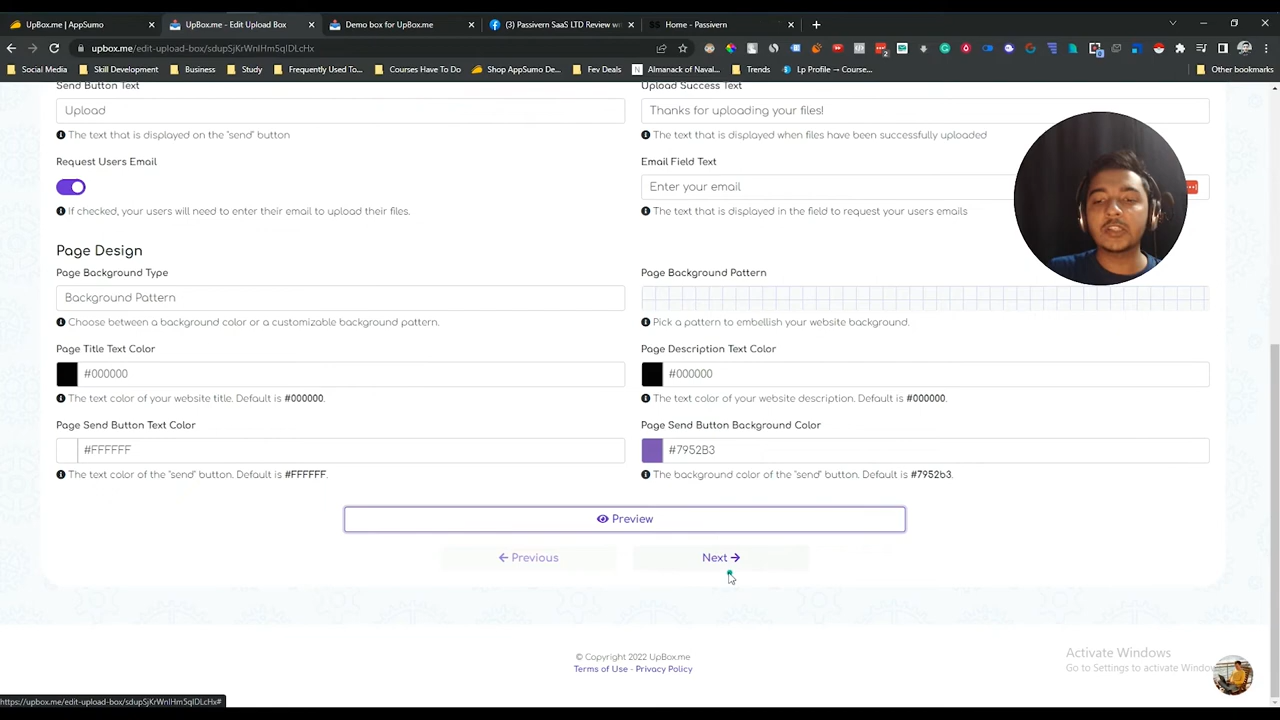 UpBox.me | AppSumo
UpBox.me - Edit Upload Box
Demo box for UpBox.me
(3) Passivern SaaS LTD Review wi
Home - Passivern
upbox.me/edit-upload-box/sdupSjKrWnIHm5qIDLcHx
Social Media
Skill Development
Business
Study
Frequently Used To...
Courses Have To Do
Shop AppSumo De...
Fev Deals
Almanack of Naval...
Trends
Lp Profile → Course...
Other bookmarks
Send Button Text
Upload Success Text
Upload
Thanks for uploading your files!
The text that is displayed on the "send" button
The text that is displayed when files have been successfully uploaded
Request Users Email
Email Field Text
Enter your email
If checked, your users will need to enter their email to upload their files.
The text that is displayed in the field to request your users emails
Page Design
Page Background Type
Page Background Pattern
Background Pattern
Choose between a background color or a customizable background pattern.
Pick a pattern to embellish your website background.
Page Title Text Color
Page Description Text Color
#000000
#000000
The text color of your website title. Default is #000000.
The text color of your website description. Default is #000000.
Page Send Button Text Color
Page Send Button Background Color
#FFFFFF
#7952B3
The text color of the "send" button. Default is #FFFFFF.
The background color of the "send" button. Default is #7952b3.
Preview
← Previous
Next →
© Copyright 2022 UpBox.me
Terms of Use - Privacy Policy
Activate Windows
Go to Settings to activate Windo
https://upbox.me/edit-upload-box/sdupSjKrWnIHm5qIDLcHx#